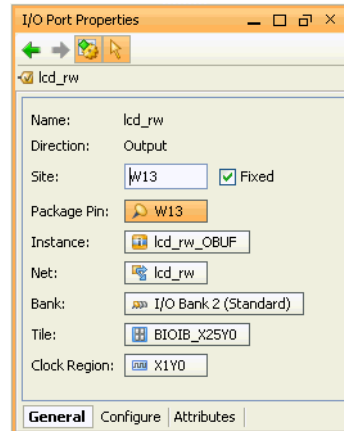 I/O Port Properties
lcd_rw
Name: lcd_rw
Direction: Output
Site: W13 Fixed
Package Pin: W13
Instance: lcd_rw_OBUF
Net: lcd_rw
Bank: I/O Bank 2 (Standard)
Tile: BIOIB_X25Y0
Clock Region: X1Y0
General Configure Attributes